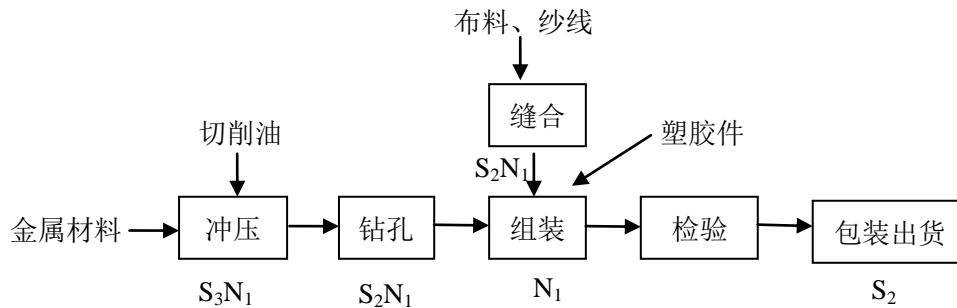 布料、纱线
缝合
切削油
塑胶件
S₂N₁
金属材料
冲压
钻孔
组装
检验
包装出货
S₃N₁
S₂N₁
N₁
S₂